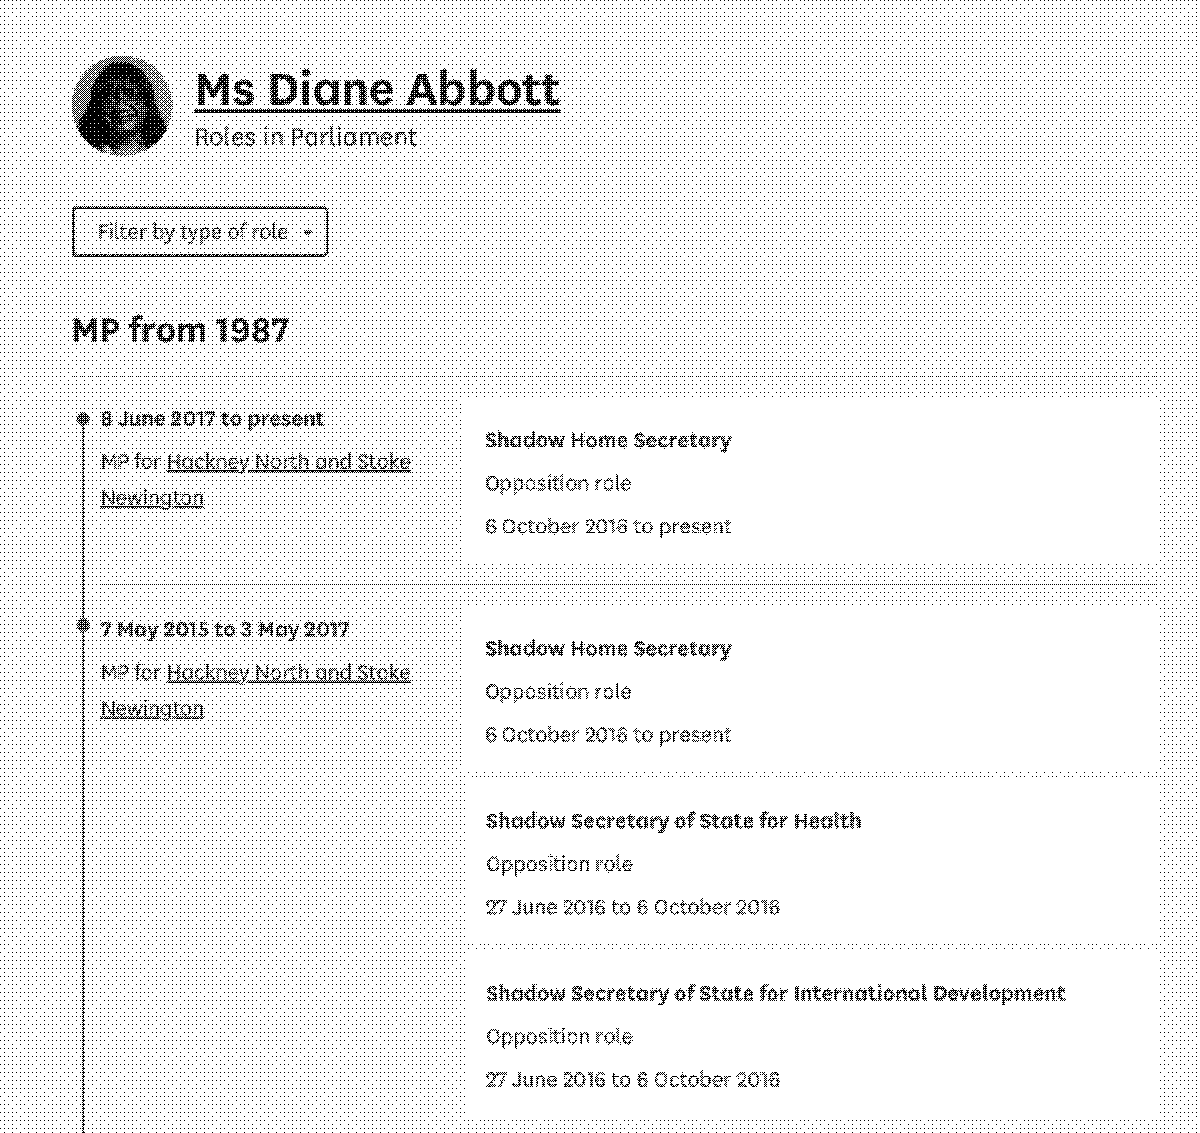 Ms Diane Abbott
Roles in Parliament
Filter by type of role
MP from 1987
8 June 2017 to present
MP for Hackney North and Stoke
Newington
Shadow Home Secretary
Opposition role
6 October 2016 to present
7 May 2015 to 3 May 2017
MP for Hackney North and Stoke
Newington
Shadow Home Secretary
Opposition role
6 October 2016 to present
Shadow Secretary of State for Health
Opposition role
27 June 2016 to 6 October 2016
Shadow Secretary of State for International Development
Opposition role
27 June 2016 to 6 October 2016